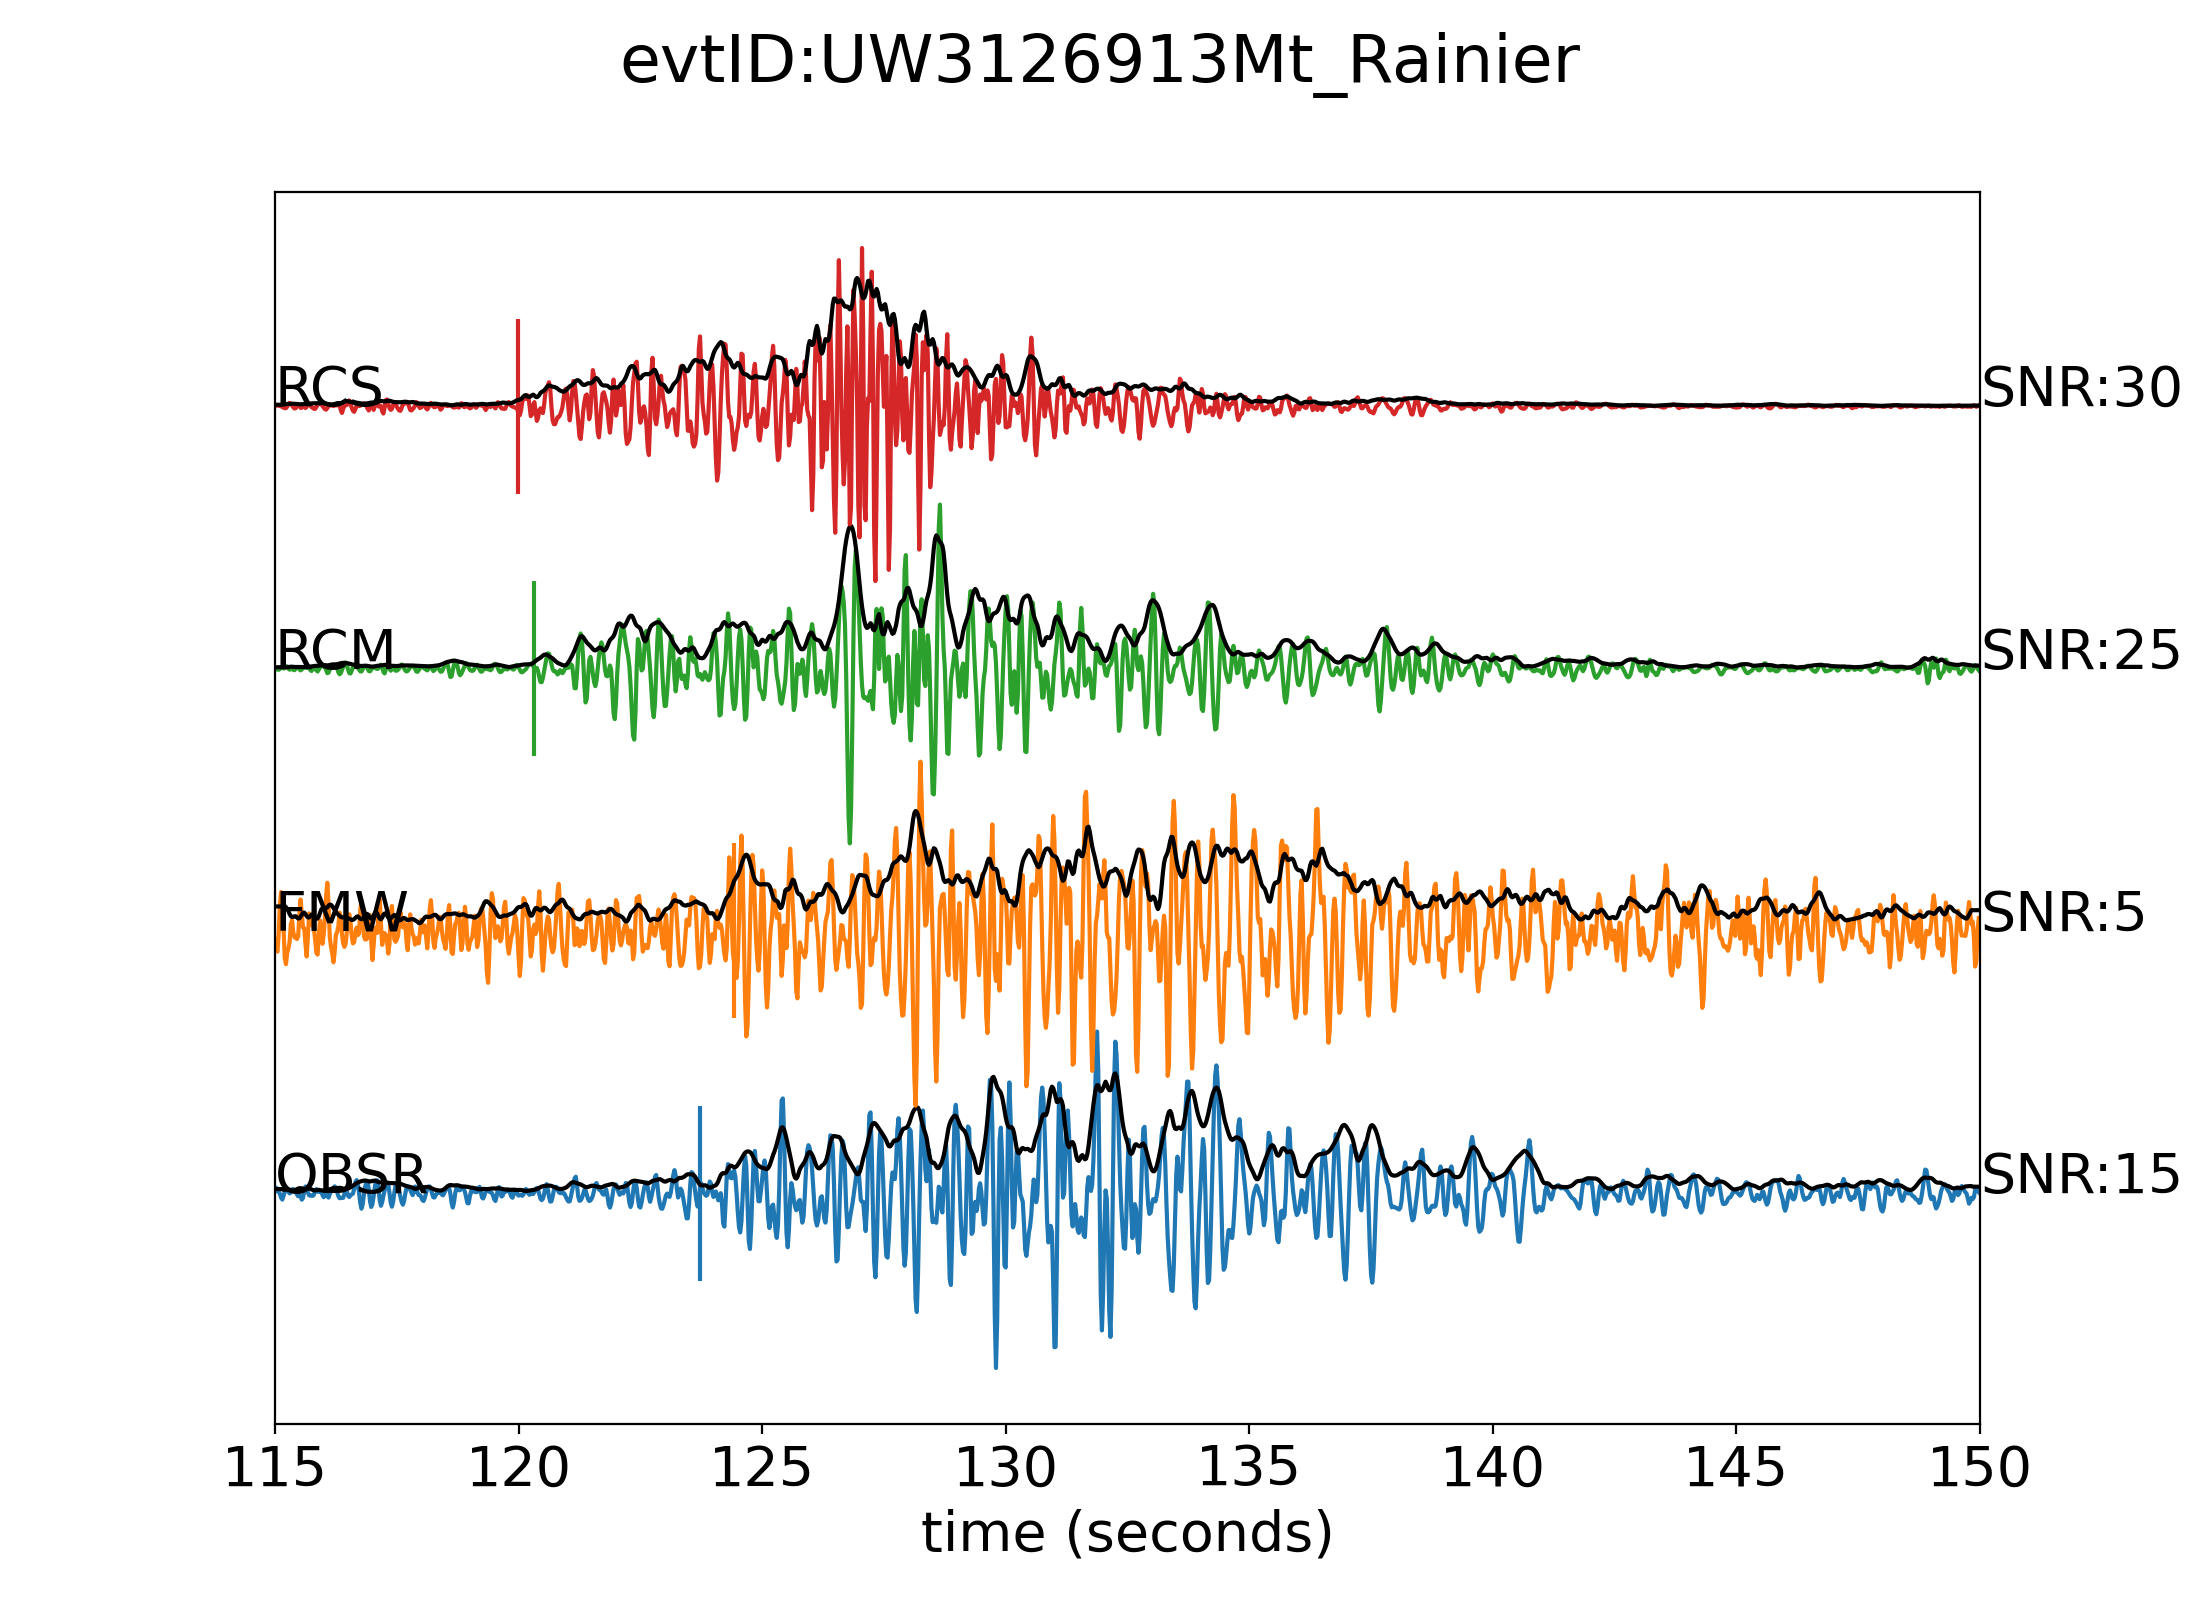 evtID:UW3126913Mt_Rainier
RCS SNR:30
RCM SNR:25
FMW SNR:5
OBSR SNR:15
115 120 125 130 135 140 145 150
time (seconds)